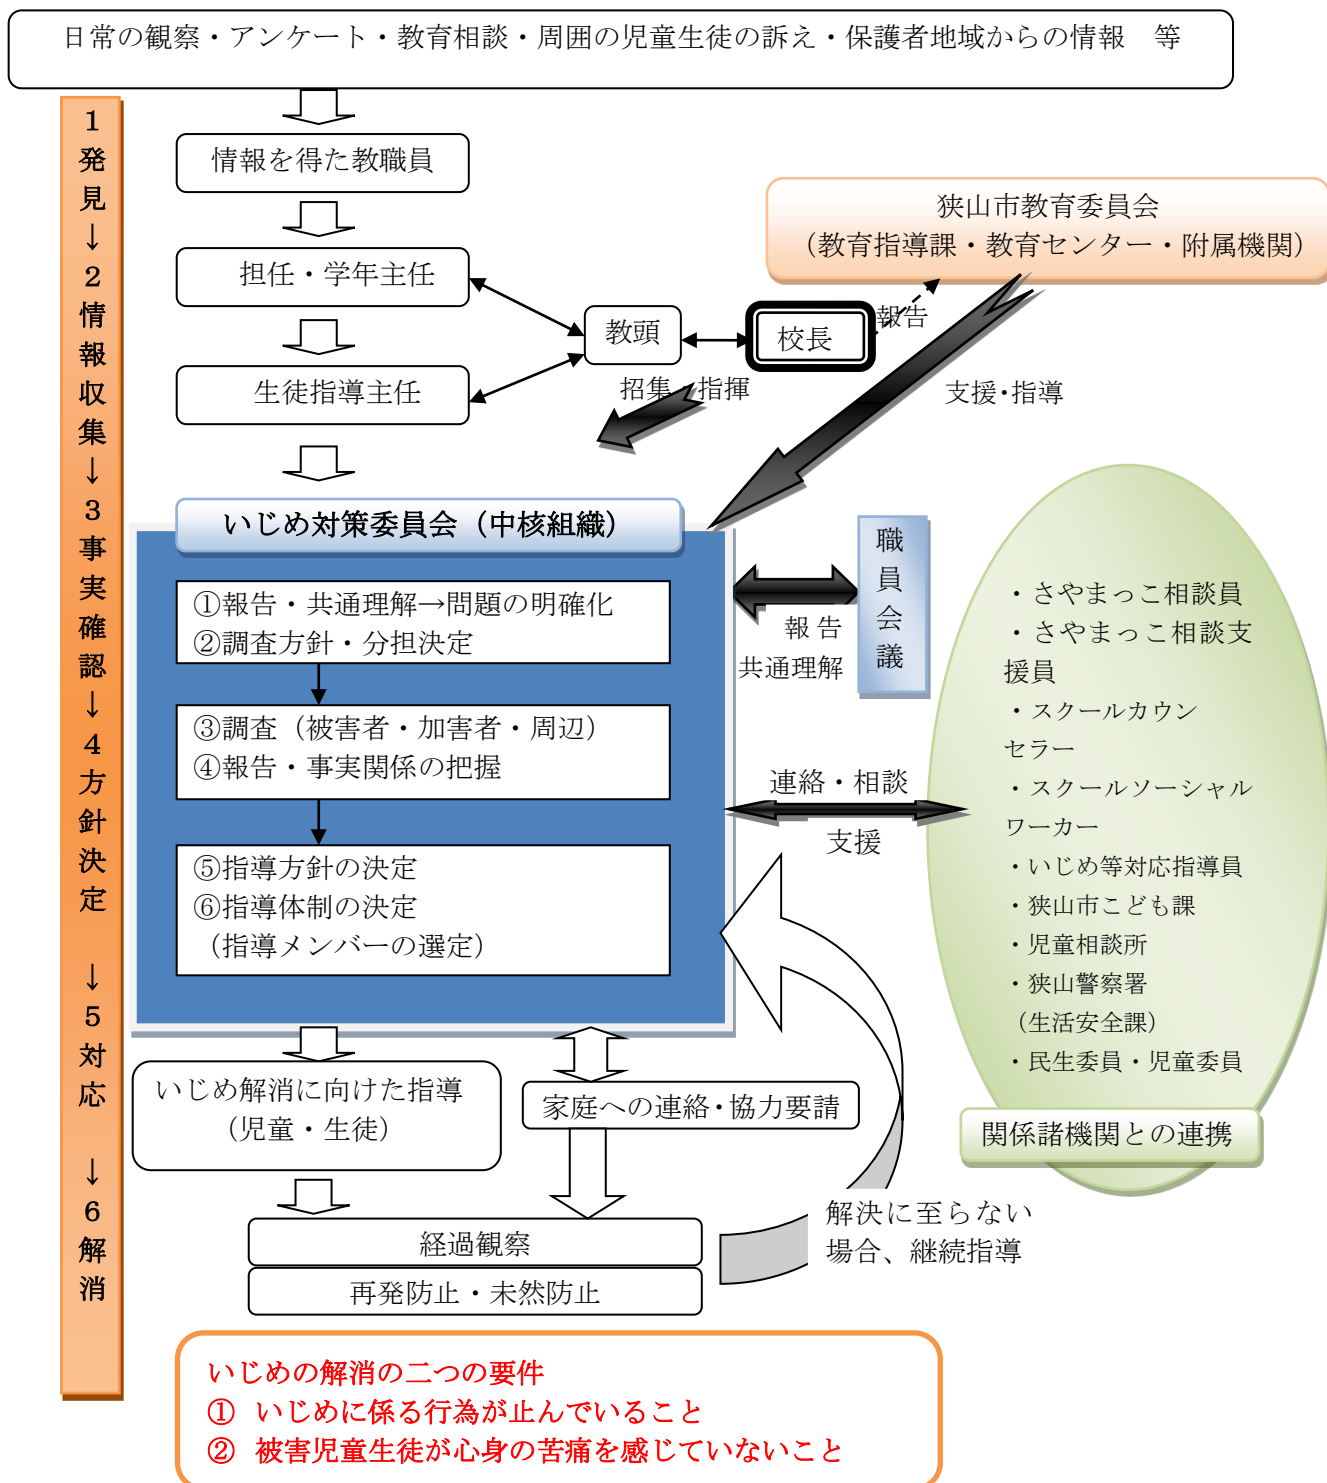 日常の観察・アンケート・教育相談・周囲の児童生徒の訴え・保護者地域からの情報　等
1発見↓2情報収集↓3事実確認↓4方針決定　↓5対応　↓6解消
情報を得た教職員
担任・学年主任
生徒指導主任
教頭
校長
報告
狭山市教育委員会
（教育指導課・教育センター・附属機関）
招集・指揮
支援・指導
いじめ対策委員会（中核組織）
①報告・共通理解→問題の明確化
②調査方針・分担決定
③調査（被害者・加害者・周辺）
④報告・事実関係の把握
⑤指導方針の決定
⑥指導体制の決定
（指導メンバーの選定）
職員会議
報 告
共通理解
連絡・相談
支援
・さやまっこ相談員
・さやまっこ相談支
援員
・スクールカウン
セラー
・スクールソーシャル
ワーカー
・いじめ等対応指導員
・狭山市こども課
・児童相談所
・狭山警察署
（生活安全課）
・民生委員・児童委員
関係諸機関との連携
いじめ解消に向けた指導
（児童・生徒）
家庭への連絡・協力要請
経過観察
再発防止・未然防止
解決に至らない
場合、継続指導
いじめの解消の二つの要件
① いじめに係る行為が止んでいること
② 被害児童生徒が心身の苦痛を感じていないこと